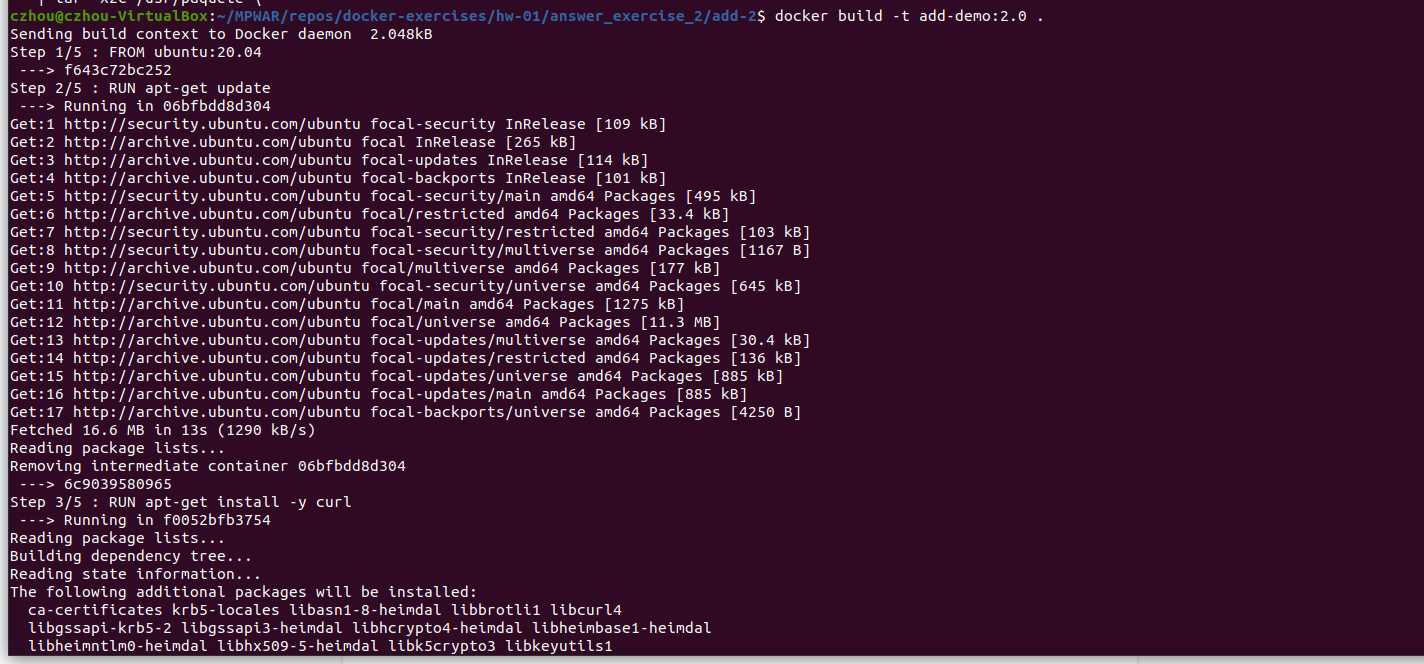 czhou@czhou-VirtualBox:~/MPWAR/repos/docker-exercises/hw-01/answer_exercise_2/add-2$ docker build -t add-demo:2.0 .
Sending build context to Docker daemon  2.048kB
Step 1/5 : FROM ubuntu:20.04
 ---> f643c72bc252
Step 2/5 : RUN apt-get update
 ---> Running in 06bfbdd8d304
Get:1 http://security.ubuntu.com/ubuntu focal-security InRelease [109 kB]
Get:2 http://archive.ubuntu.com/ubuntu focal InRelease [265 kB]
Get:3 http://archive.ubuntu.com/ubuntu focal-updates InRelease [114 kB]
Get:4 http://archive.ubuntu.com/ubuntu focal-backports InRelease [101 kB]
Get:5 http://security.ubuntu.com/ubuntu focal-security/main amd64 Packages [495 kB]
Get:6 http://archive.ubuntu.com/ubuntu focal/restricted amd64 Packages [33.4 kB]
Get:7 http://security.ubuntu.com/ubuntu focal-security/restricted amd64 Packages [103 kB]
Get:8 http://security.ubuntu.com/ubuntu focal-security/multiverse amd64 Packages [1167 B]
Get:9 http://archive.ubuntu.com/ubuntu focal/multiverse amd64 Packages [177 kB]
Get:10 http://security.ubuntu.com/ubuntu focal-security/universe amd64 Packages [645 kB]
Get:11 http://archive.ubuntu.com/ubuntu focal/main amd64 Packages [1275 kB]
Get:12 http://archive.ubuntu.com/ubuntu focal/universe amd64 Packages [11.3 MB]
Get:13 http://archive.ubuntu.com/ubuntu focal-updates/multiverse amd64 Packages [30.4 kB]
Get:14 http://archive.ubuntu.com/ubuntu focal-updates/restricted amd64 Packages [136 kB]
Get:15 http://archive.ubuntu.com/ubuntu focal-updates/universe amd64 Packages [885 kB]
Get:16 http://archive.ubuntu.com/ubuntu focal-updates/main amd64 Packages [885 kB]
Get:17 http://archive.ubuntu.com/ubuntu focal-backports/universe amd64 Packages [4250 B]
Fetched 16.6 MB in 13s (1290 kB/s)
Reading package lists...
Removing intermediate container 06bfbdd8d304
 ---> 6c9039580965
Step 3/5 : RUN apt-get install -y curl
 ---> Running in f0052bfb3754
Reading package lists...
Building dependency tree...
Reading state information...
The following additional packages will be installed:
  ca-certificates krb5-locales libasn1-8-heimdal libbrotli1 libcurl4
  libgssapi-krb5-2 libgssapi3-heimdal libhcrypto4-heimdal libheimbase1-heimdal
  libheimntlm0-heimdal libhx509-5-heimdal libk5crypto3 libkeyutils1